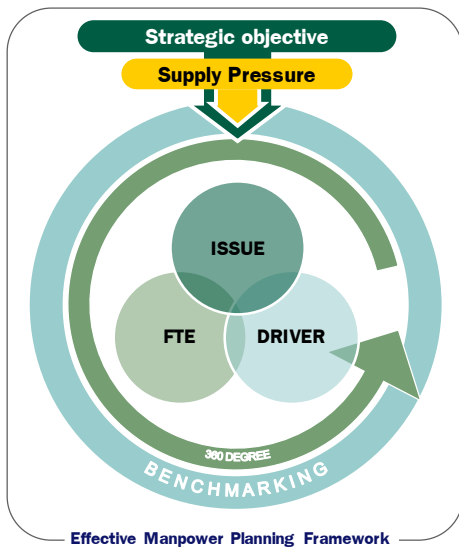 Strategic objective
Supply Pressure
ISSUE
FTE
DRIVER
360 DEGREE
BENCHMARKING
Effective Manpower Planning Framework